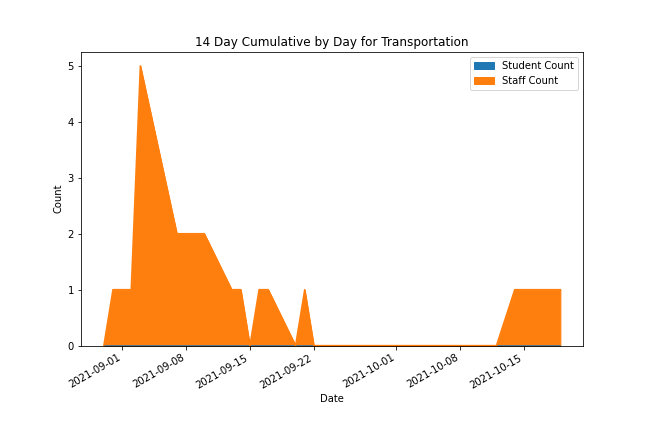 14 Day Cumulative by Day for Transportation
Student Count
Staff Count
5
4
3
2
1
0
Count
2021-09-01
2021-09-08
2021-09-15
2021-09-22
2021-10-01
2021-10-08
2021-10-15
Date